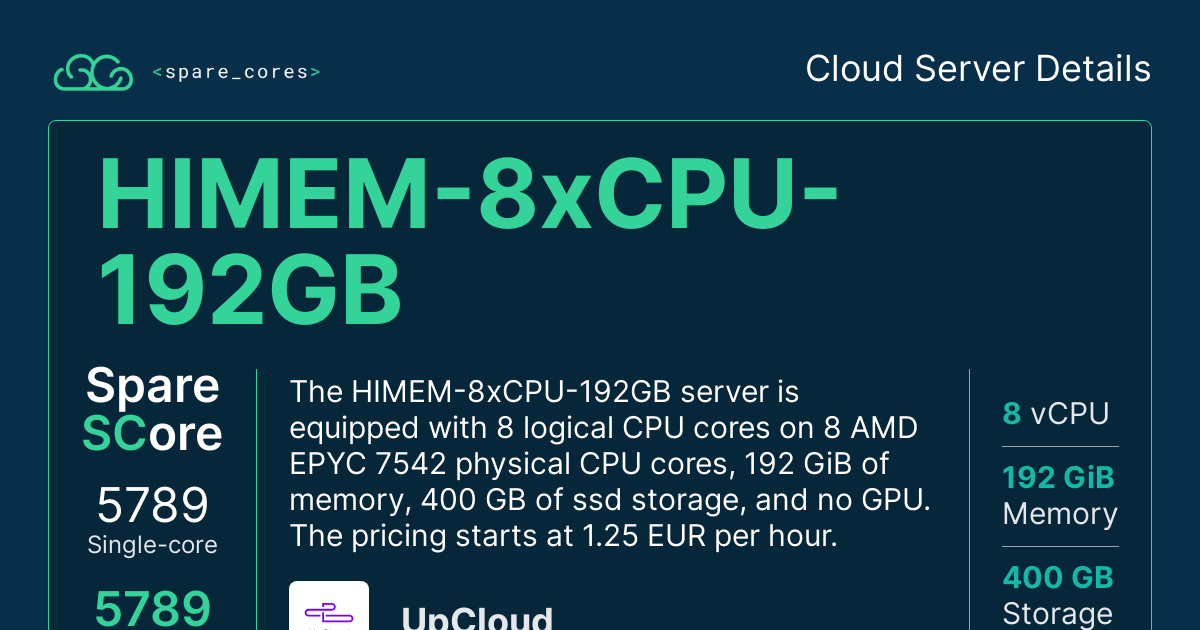 <spare_cores>
Cloud Server Details
HIMEM-8xCPU-
192GB
Spare
SCore
5789
Single-core
5789
The HIMEM-8xCPU-192GB server is
equipped with 8 logical CPU cores on 8 AMD
EPYC 7542 physical CPU cores, 192 GiB of
memory, 400 GB of ssd storage, and no GPU.
The pricing starts at 1.25 EUR per hour.
UpCloud
8 vCPU
192 GiB
Memory
400 GB
Storage